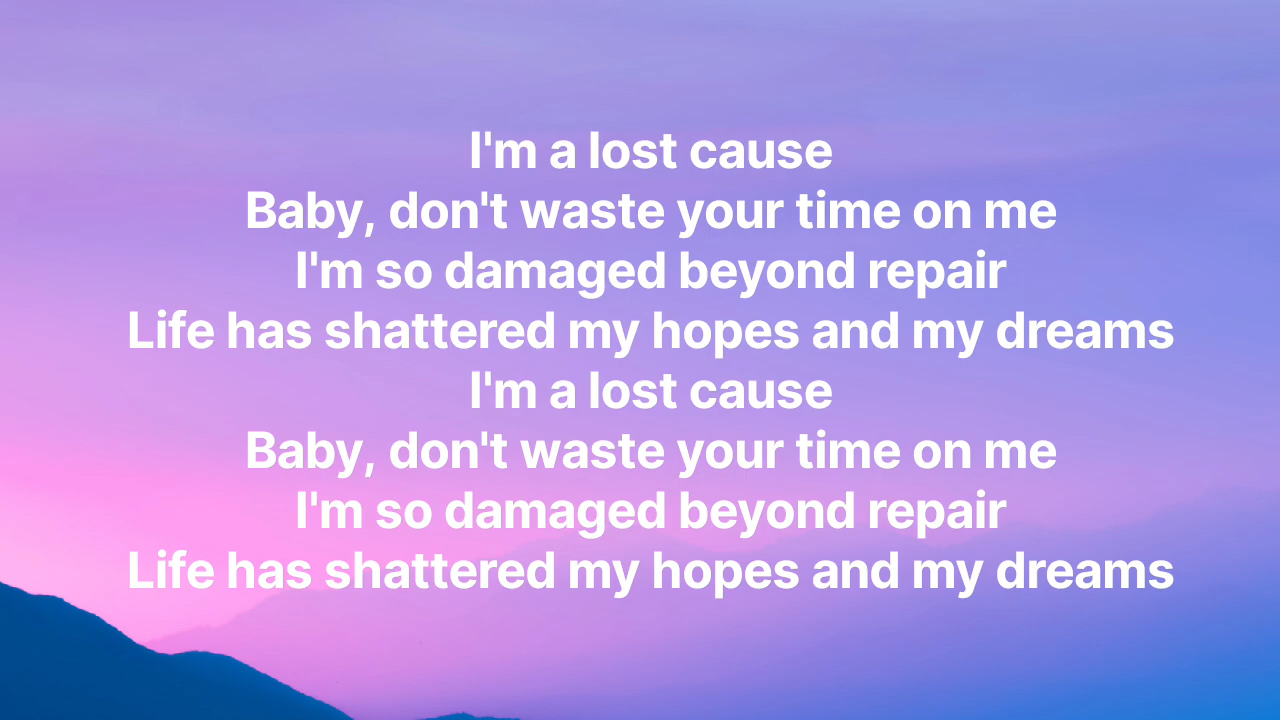 I'm a lost cause
Baby, don't waste your time on me
I'm so damaged beyond repair
Life has shattered my hopes and my dreams
I'm a lost cause
Baby, don't waste your time on me
I'm so damaged beyond repair
Life has shattered my hopes and my dreams